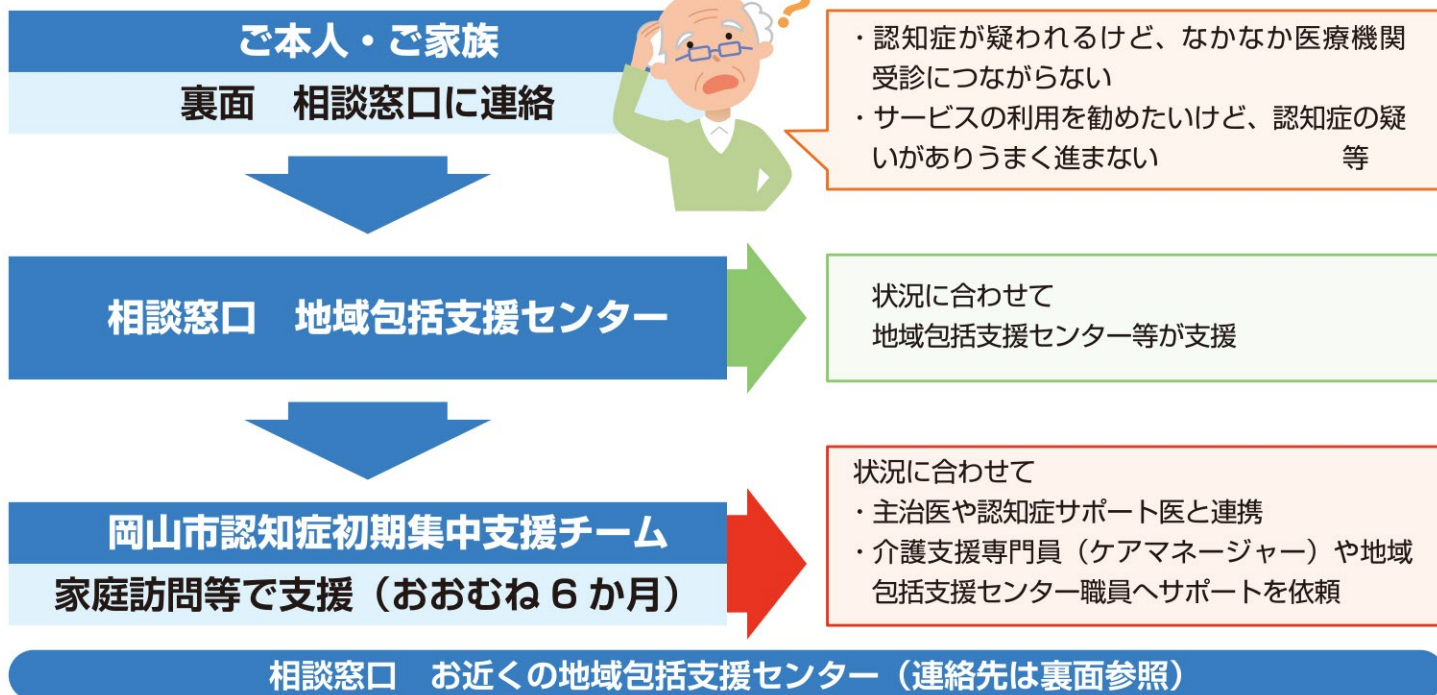 ご本人・ご家族
裏面　相談窓口に連絡
?
・認知症が疑われるけど、なかなか医療機関
受診につながらない
・サービスの利用を勧めたいけど、認知症の疑
いがありうまく進まない　　　　　　　等
相談窓口　地域包括支援センター
状況に合わせて
地域包括支援センター等が支援
岡山市認知症初期集中支援チーム
家庭訪問等で支援（おおむね 6 か月）
状況に合わせて
・主治医や認知症サポート医と連携
・介護支援専門員（ケアマネージャー）や地域
包括支援センター職員へサポートを依頼
相談窓口　お近くの地域包括支援センター（連絡先は裏面参照）